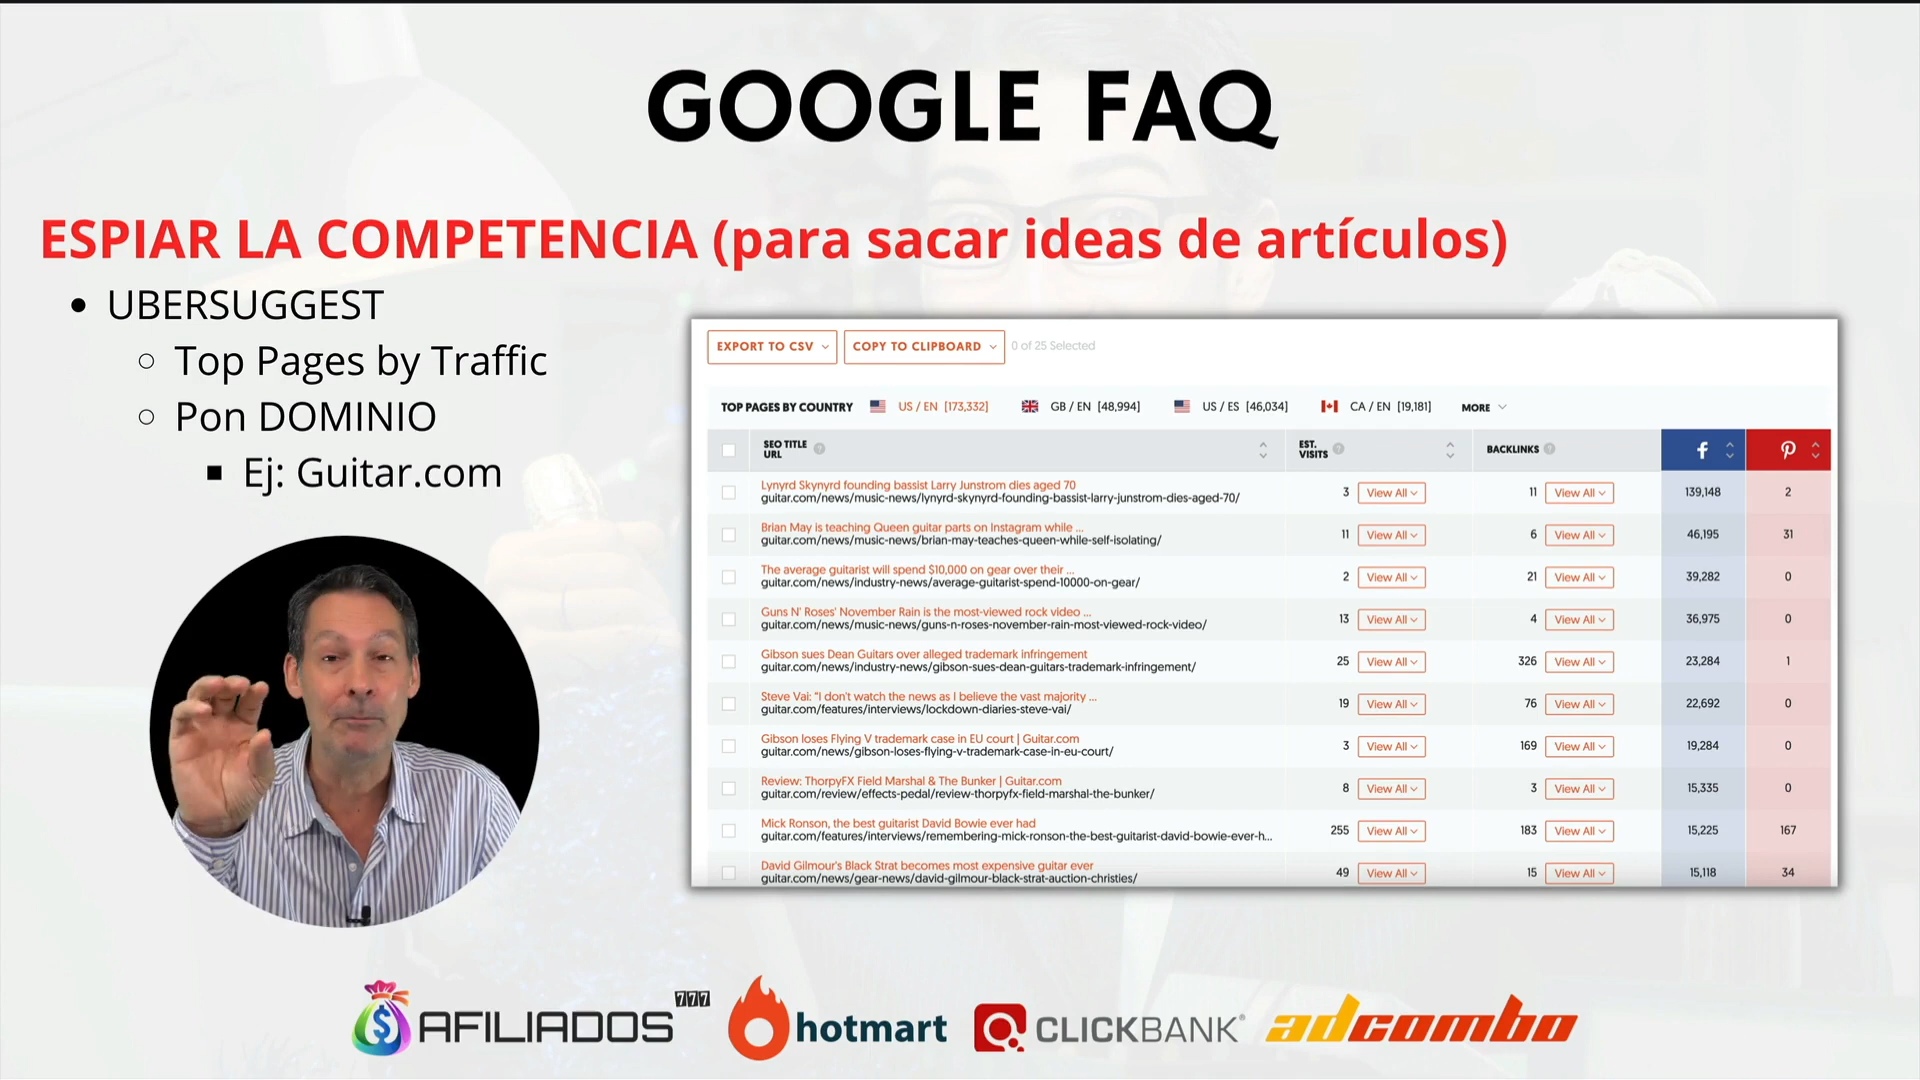 GOOGLE FAQ
ESPIAR LA COMPETENCIA (para sacar ideas de artículos)
UBERSUGGEST
Top Pages by Traffic
Pon DOMINIO
Ej: Guitar.com
EXPORT TO CSV COPY TO CLIPBOARD 0 of 25 Selected
TOP PAGES BY COUNTRY US / EN [173,332] GB / EN [48,994] US / ES [46,034] CA / EN [19,181] MORE
SEO TITLE
URL
EST.
VISITS
BACKLINKS
Lynyrd Skynyrd founding bassist Larry Junstrom dies aged 70
guitar.com/news/music-news/lynyrd-skynyrd-founding-bassist-larry-junstrom-dies-aged-70/
3 View All 11 View All 139,148 2
Brian May is teaching Queen guitar parts on Instagram while ...
guitar.com/news/music-news/brian-may-teaches-queen-while-self-isolating/
11 View All 6 View All 46,195 31
The average guitarist will spend $10,000 on gear over their ...
guitar.com/news/industry-news/average-guitarist-spend-10000-on-gear/
2 View All 21 View All 39,282 0
Guns N' Roses' November Rain is the most-viewed rock video ...
guitar.com/news/music-news/guns-n-roses-november-rain-most-viewed-rock-video/
13 View All 4 View All 36,975 0
Gibson sues Dean Guitars over alleged trademark infringement
guitar.com/news/industry-news/gibson-sues-dean-guitars-trademark-infringement/
25 View All 326 View All 23,284 1
Steve Vai: "I don't watch the news as I believe the vast majority ...
guitar.com/features/interviews/lockdown-diaries-steve-vai/
19 View All 76 View All 22,692 0
Gibson loses Flying V trademark case in EU court | Guitar.com
guitar.com/news/gibson-loses-flying-v-trademark-case-in-eu-court/
3 View All 169 View All 19,284 0
Review: ThorpyFX Field Marshal & The Bunker | Guitar.com
guitar.com/review/effects-pedal/review-thorpyfx-field-marshal-the-bunker/
8 View All 3 View All 15,335 0
Mick Ronson, the best guitarist David Bowie ever had
guitar.com/features/interviews/remembering-mick-ronson-the-best-guitarist-david-bowie-ever-h...
255 View All 183 View All 15,225 167
David Gilmour's Black Strat becomes most expensive guitar ever
guitar.com/news/gear-news/david-gilmour-black-strat-auction-christies/
49 View All 15 View All 15,118 34
AFILIADOS 777
hotmart
CLICKBANK®
adcombo